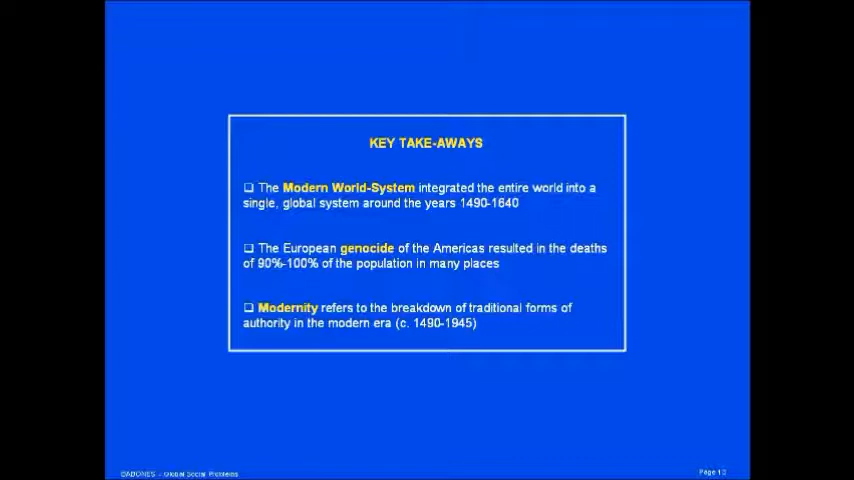 KEY TAKE-AWAYS
❑ The Modern World-System integrated the entire world into a
single, global system around the years 1490-1640
❑ The European genocide of the Americas resulted in the deaths
of 90%-100% of the population in many places
❑ Modernity refers to the breakdown of traditional forms of
authority in the modern era (c. 1490-1945)
– Global Social Problems
Page